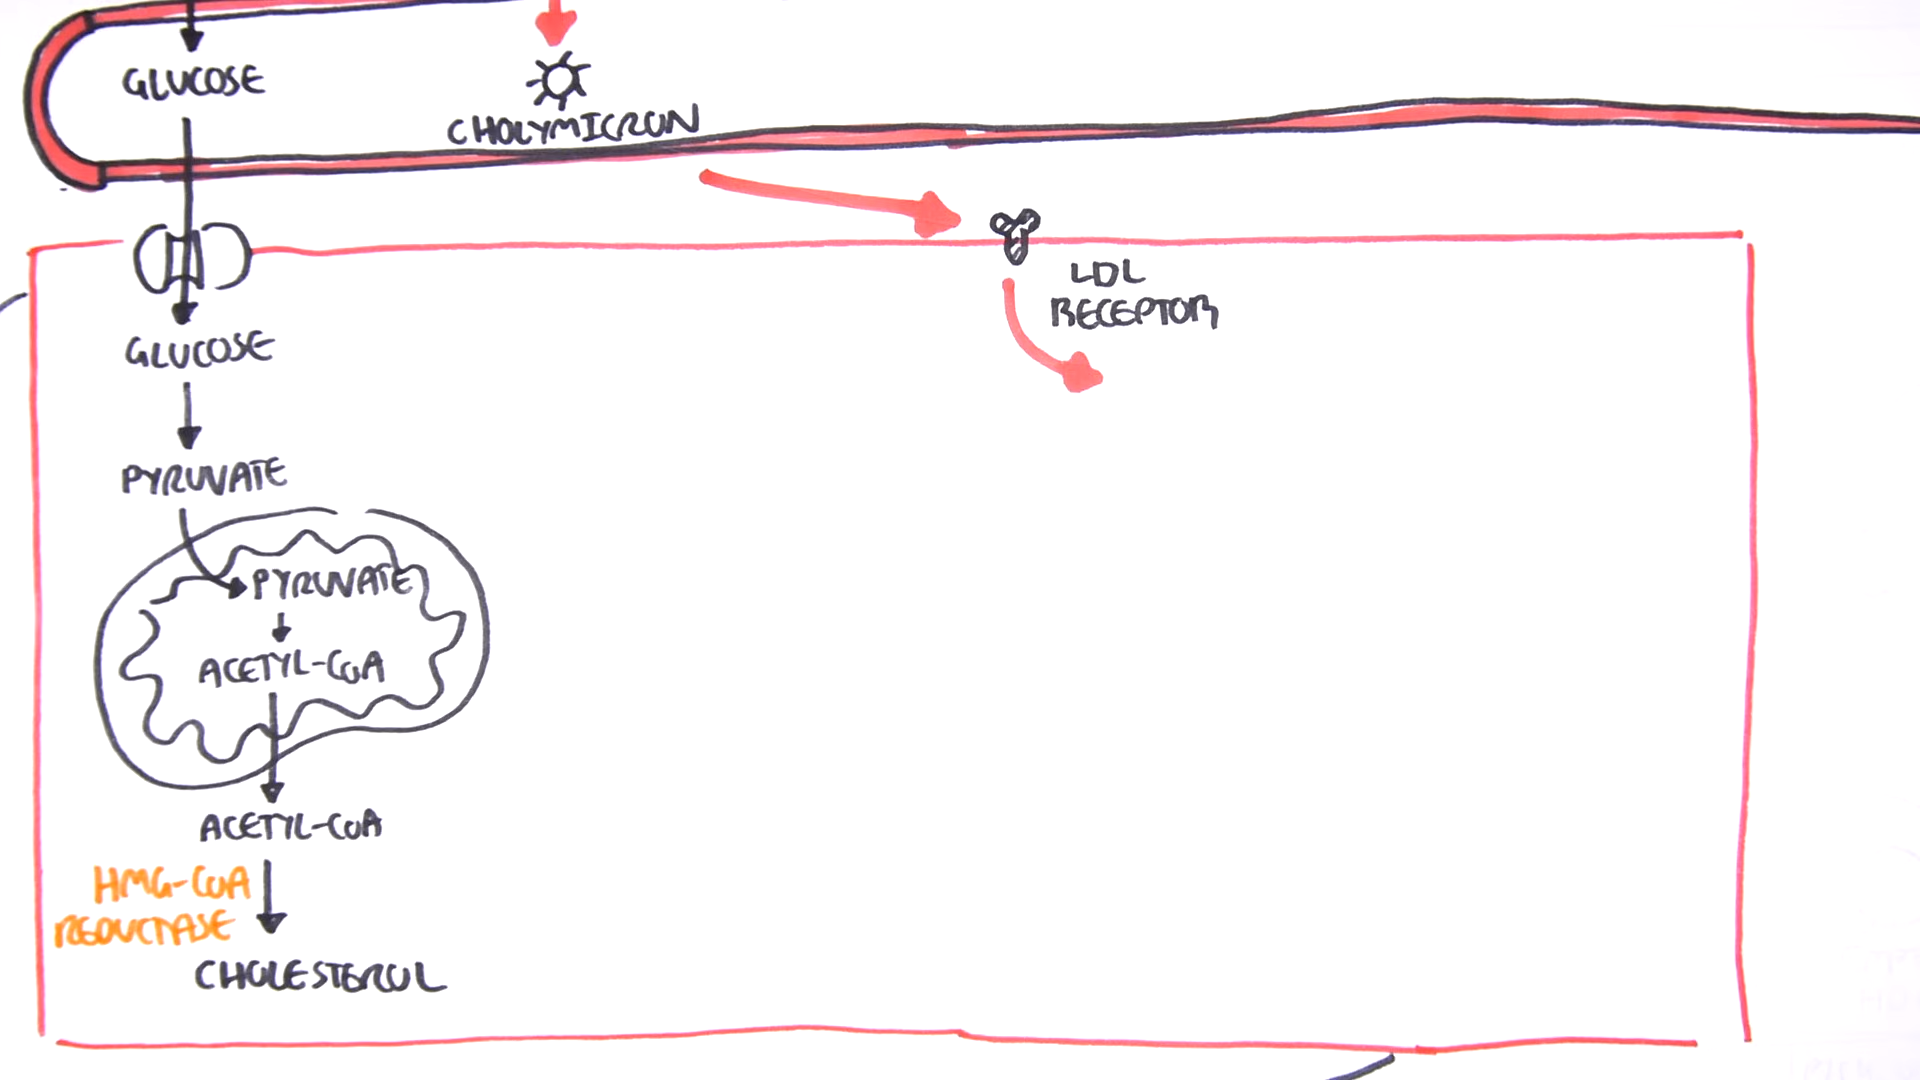 GLUCOSE
CHOLYMICRON
LDL
RECEPTOR
GLUCOSE
PYRUVATE
PYRUVATE
ACETYL-COA
ACETYL-COA
HMG-COA
REDUCTASE
CHOLESTEROL